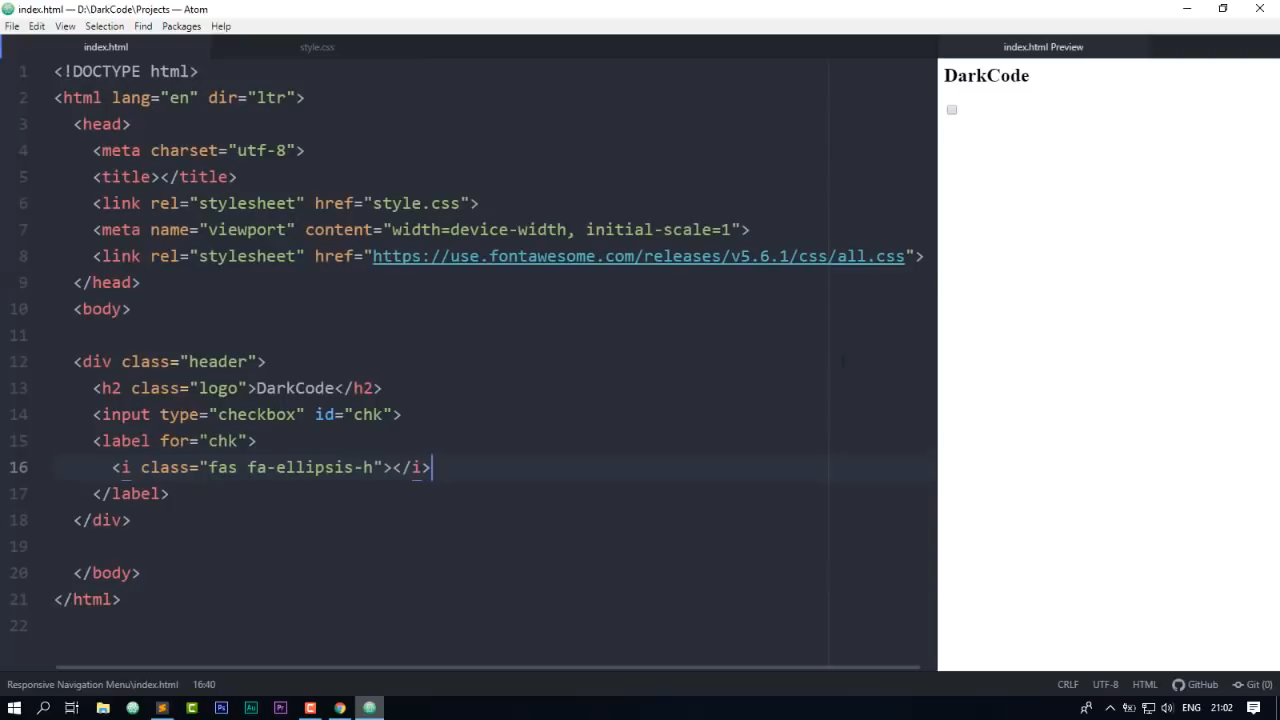 index.html — D:\DarkCode\Projects — Atom
File Edit View Selection Find Packages Help
index.html style.css index.html Preview
1 <!DOCTYPE html>
2 <html lang="en" dir="ltr">
3 <head>
4 <meta charset="utf-8">
5 <title></title>
6 <link rel="stylesheet" href="style.css">
7 <meta name="viewport" content="width=device-width, initial-scale=1">
8 <link rel="stylesheet" href="https://use.fontawesome.com/releases/v5.6.1/css/all.css">
9 </head>
10 <body>
11
12 <div class="header">
13 <h2 class="logo">DarkCode</h2>
14 <input type="checkbox" id="chk">
15 <label for="chk">
16 <i class="fas fa-ellipsis-h"></i>
17 </label>
18 </div>
19
20 </body>
21 </html>
22
DarkCode
Responsive Navigation Menu\index.html 16:40 CRLF UTF-8 HTML GitHub Git (0)
S C Ps Au Pr C ENG 21:02